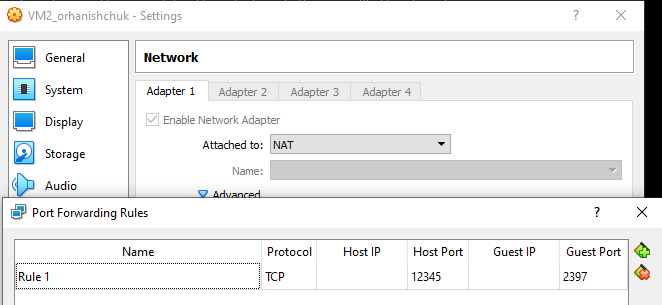 VM2_orhanishchuk - Settings ? ×
General
Network
System
Adapter 1 Adapter 2 Adapter 3 Adapter 4
Enable Network Adapter
Display
Attached to: NAT
Storage
Name:
Audio
Advanced
Port Forwarding Rules ? ×
Name Protocol Host IP Host Port Guest IP Guest Port
Rule 1 TCP 12345 2397